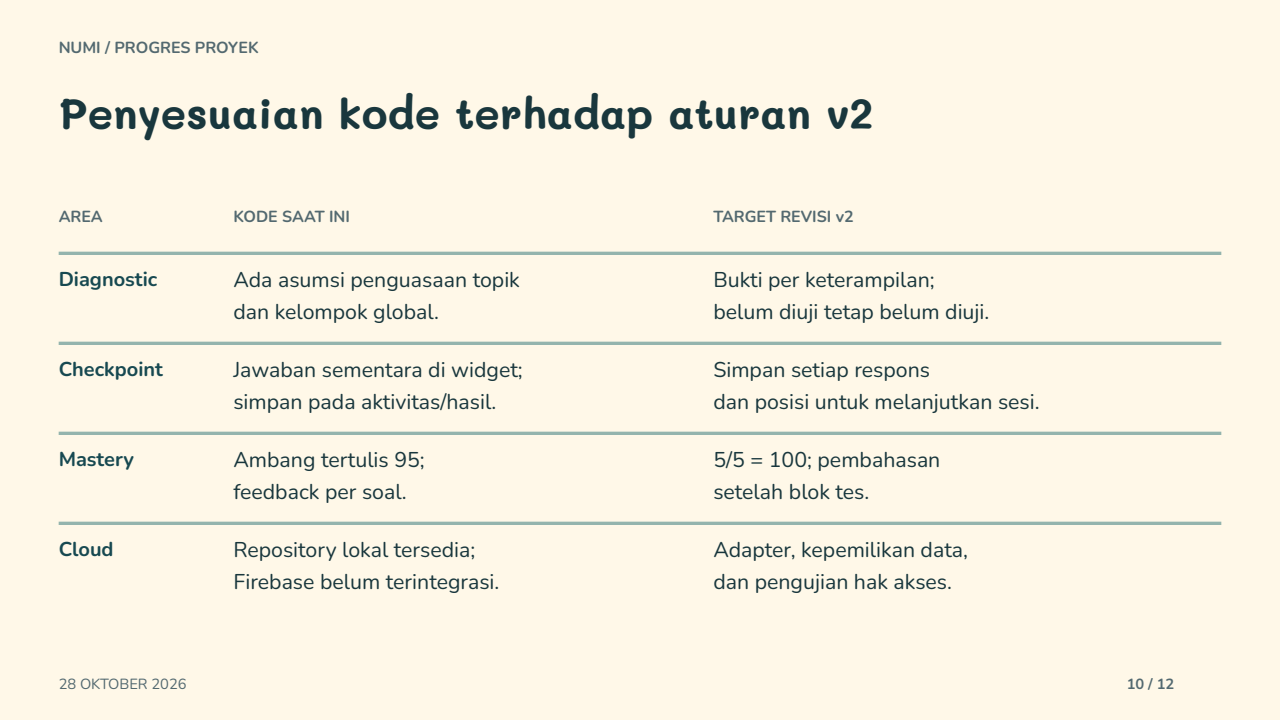 NUMI / PROGRES PROYEK
Penyesuaian kode terhadap aturan v2
AREA KODE SAAT INI TARGET REVISI v2
Diagnostic Ada asumsi penguasaan topik Bukti per keterampilan;
dan kelompok global. belum diuji tetap belum diuji.
Checkpoint Jawaban sementara di widget; Simpan setiap respons
simpan pada aktivitas/hasil. dan posisi untuk melanjutkan sesi.
Mastery Ambang tertulis 95; 5/5 = 100; pembahasan
feedback per soal. setelah blok tes.
Cloud Repository lokal tersedia; Adapter, kepemilikan data,
Firebase belum terintegrasi. dan pengujian hak akses.
28 OKTOBER 2026 10 / 12